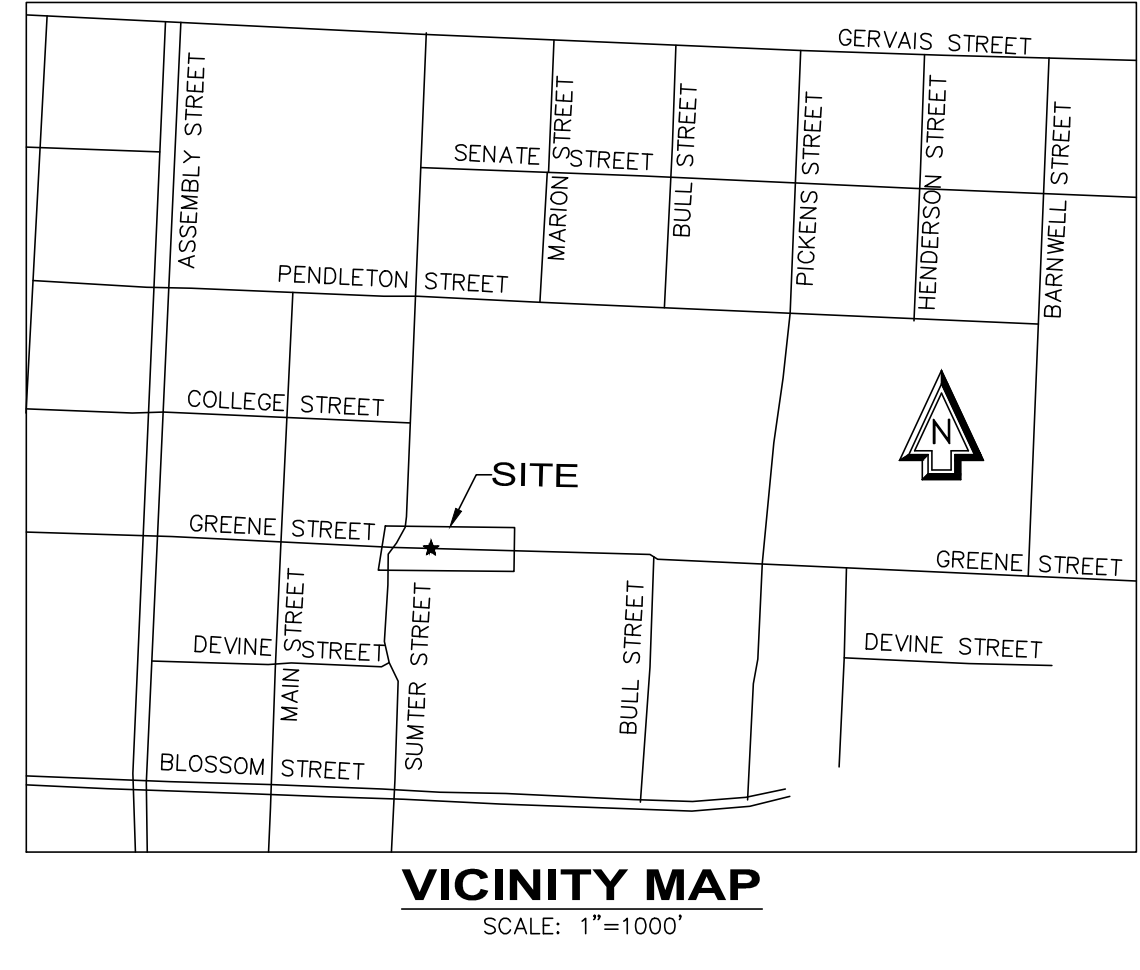 GERVAIS STREET
ASSEMBLY STREET
MARION STREET
BULL STREET
PICKENS STREET
HENDERSON STREET
BARNWELL STREET
SENATE STREET
PENDLETON STREET
COLLEGE STREET
N
SITE
GREENE STREET
GREENE STREET
MAIN STREET
SUMTER STREET
BULL STREET
DEVINE STREET
DEVINE STREET
BLOSSOM STREET
VICINITY MAP
SCALE: 1"=1000'